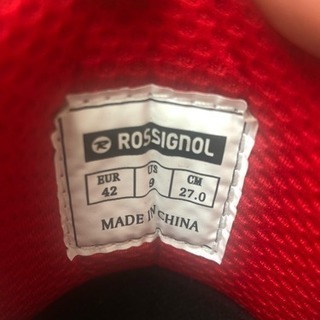 ROSSIGNOL
EUR US CM
42 9 27.0
MADE IN CHINA